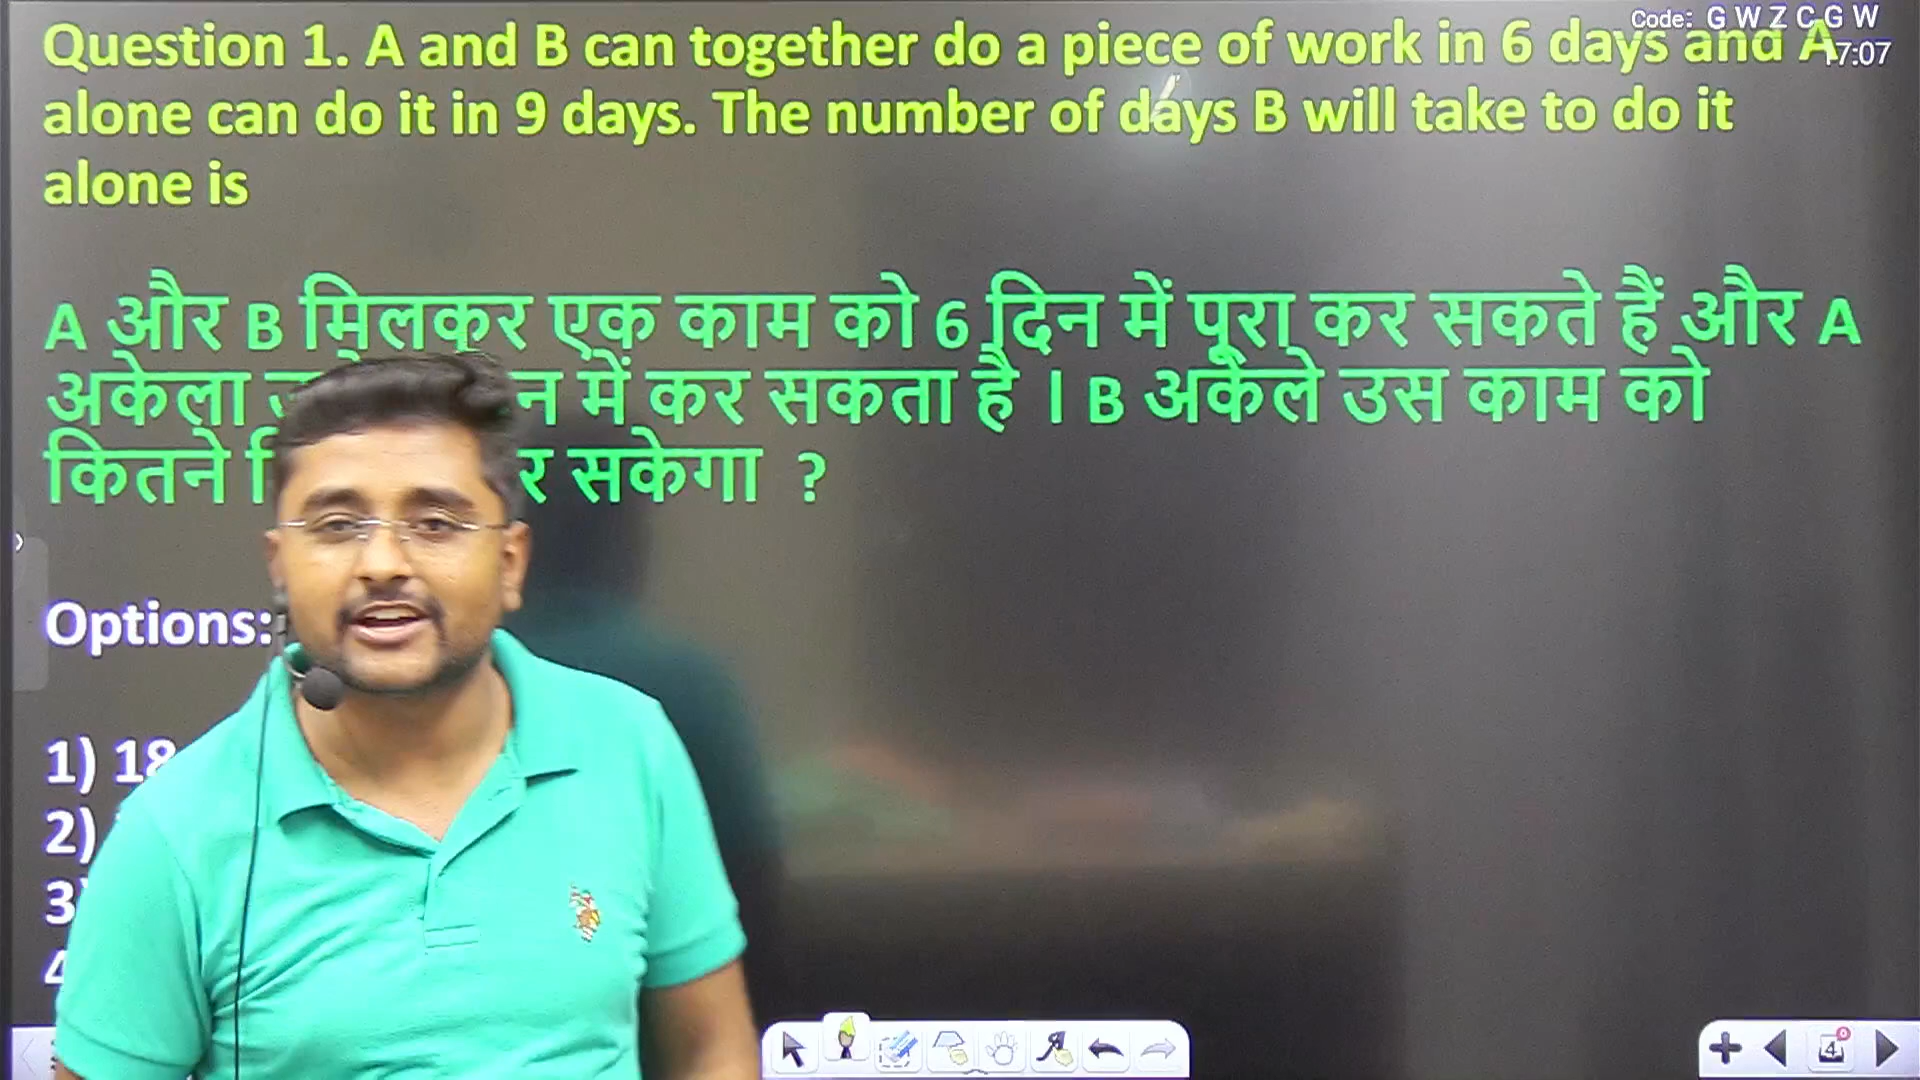 Code: G W Z C G W
17:07
Question 1. A and B can together do a piece of work in 6 days and A
alone can do it in 9 days. The number of days B will take to do it
alone is
A और B मिलकर एक काम को 6 दिन में पूरा कर सकते हैं और A
अकेला में कर सकता है । B अकेले उस काम को
कितने सकेगा ?
Options:
1) 18
2)
3)
4